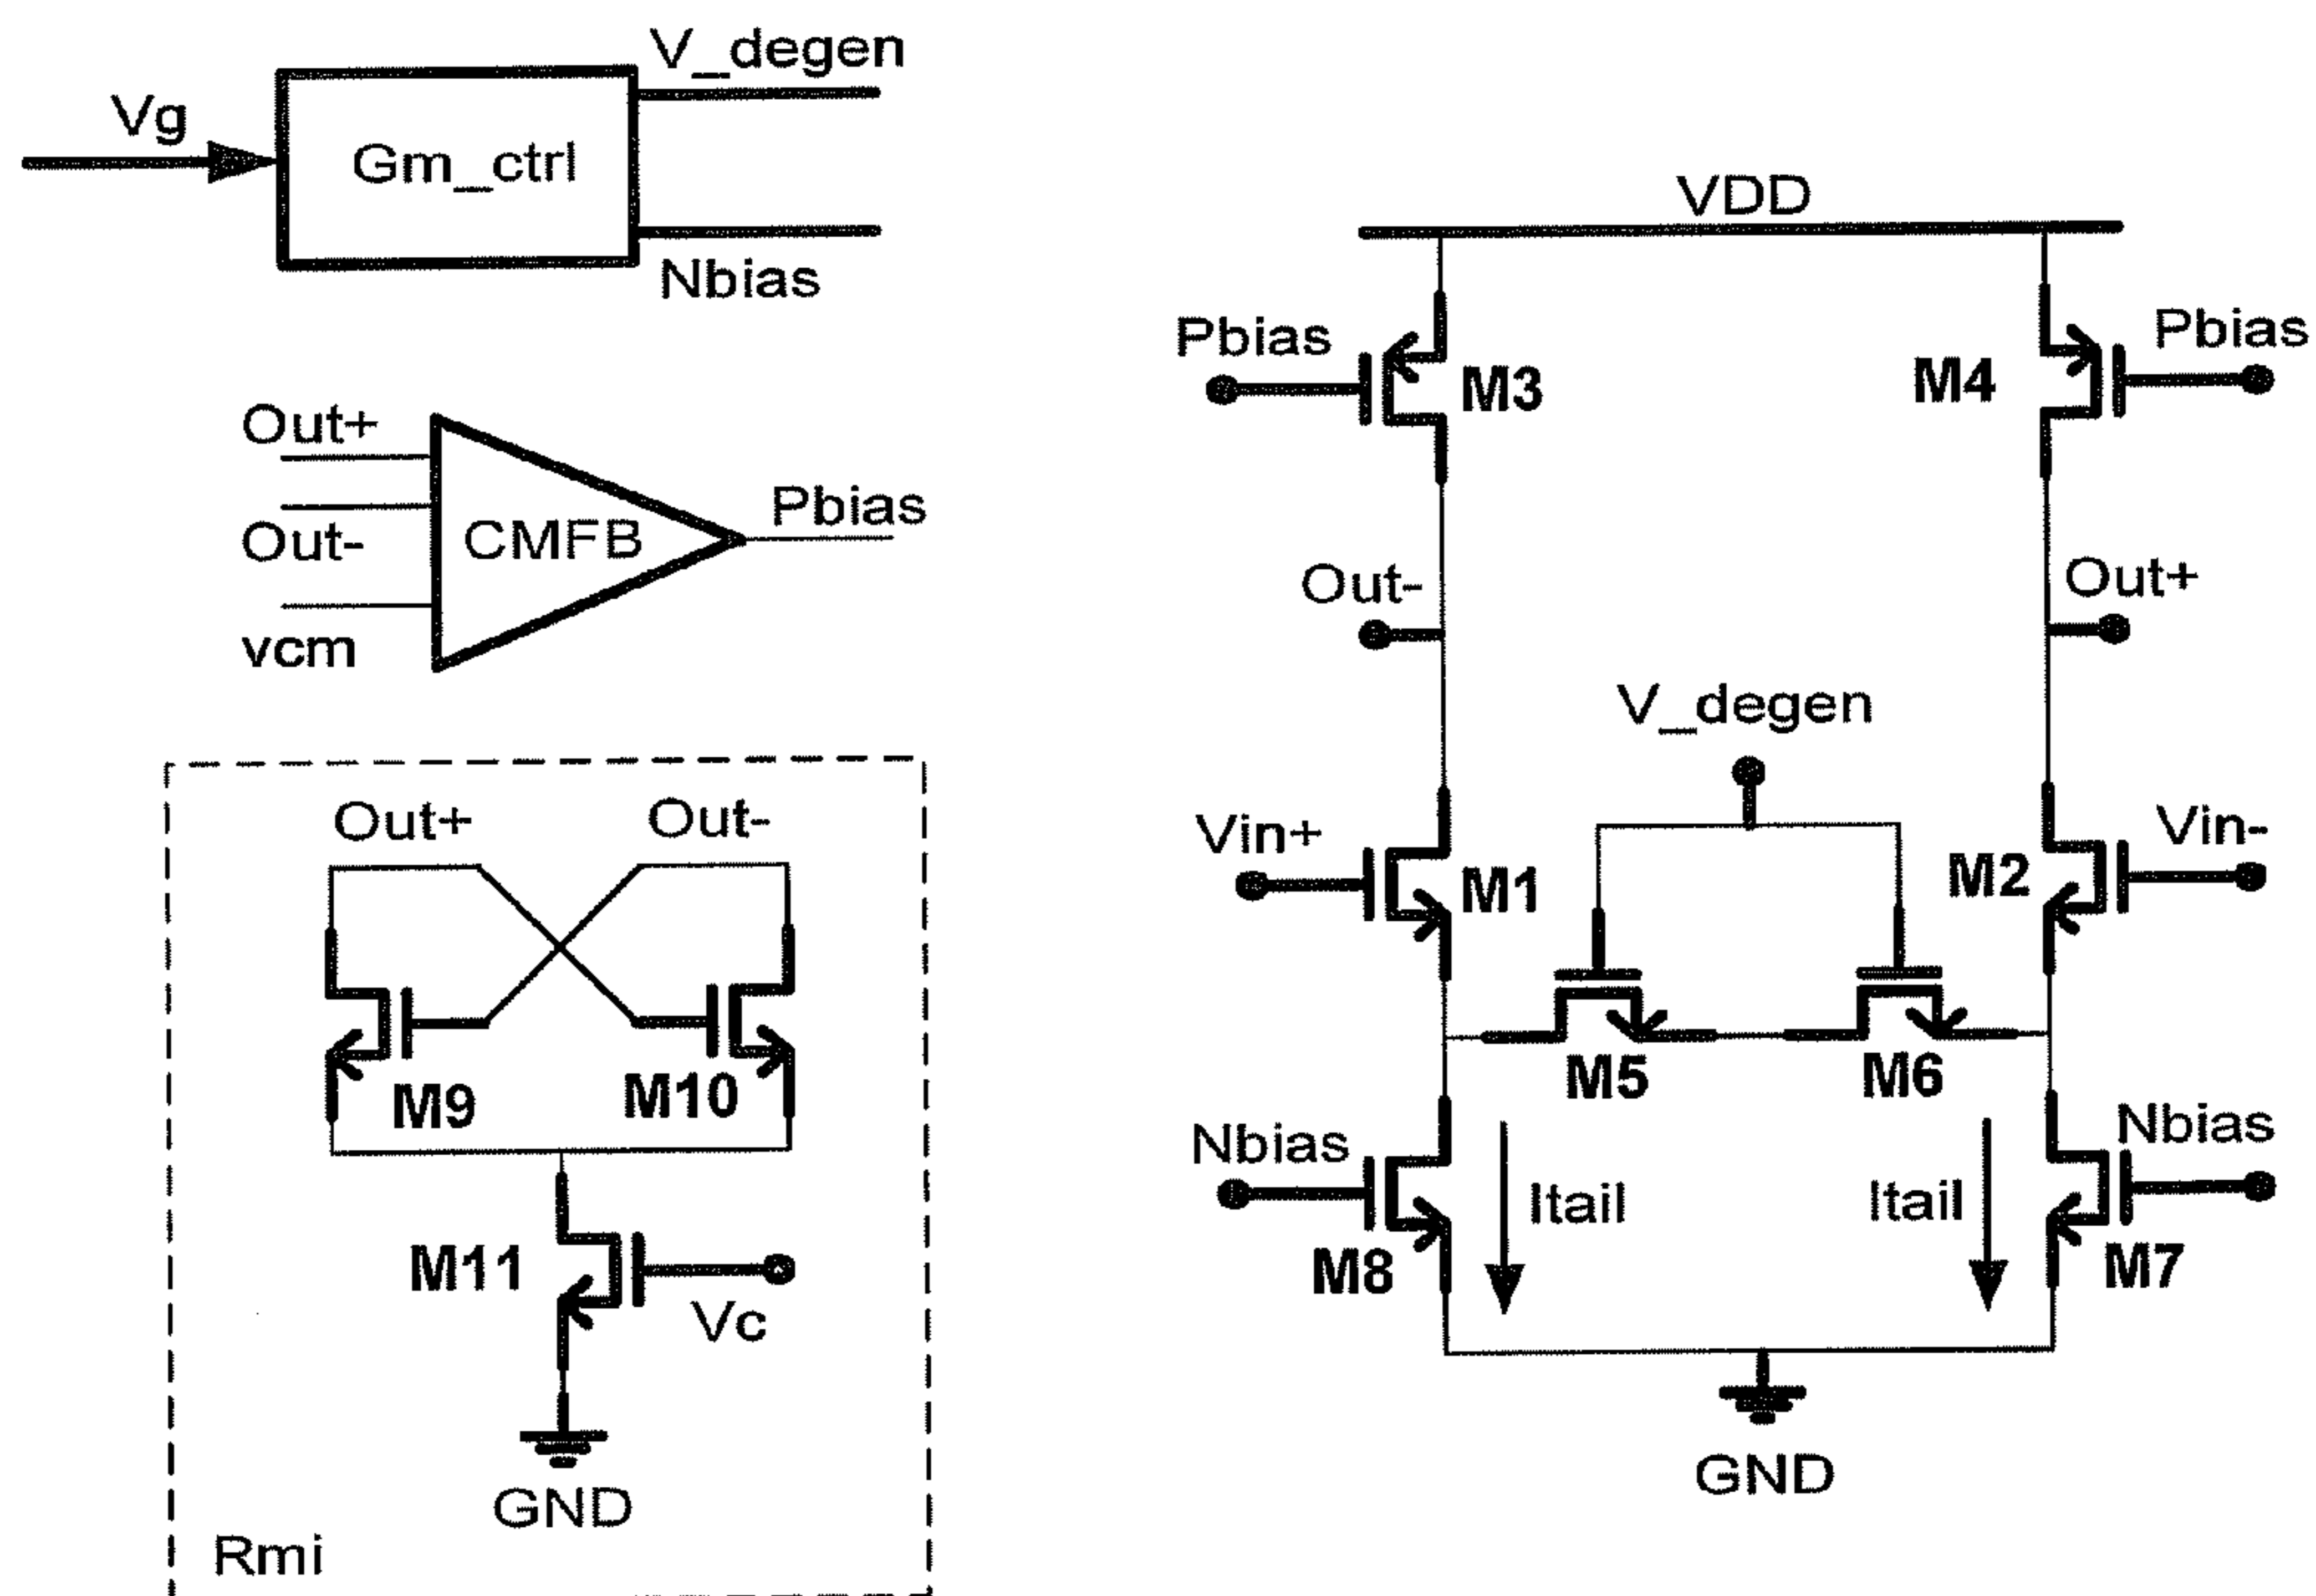 V_degen
Vg
Gm_ctrl
Nbias
Out+
Out-
vcm
CMFB
Pbias
Out+
Out-
M9
M10
M11
Vc
GND
Rmi
VDD
Pbias
M3
M4
Pbias
Out-
Out+
V_degen
Vin+
M1
M2
Vin-
M5
M6
Nbias
M8
Itail
Itail
Nbias
M7
GND